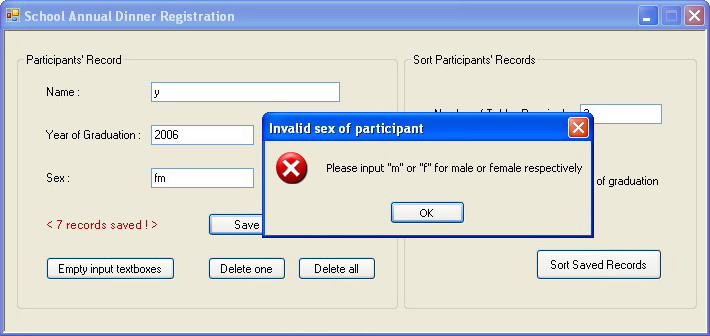 School Annual Dinner Registration
Participants' Record
Sort Participants' Records
Name :
y
Year of Graduation :
2006
Sex :
fm
< 7 records saved ! >
Save
Invalid sex of participant
Please input "m" or "f" for male or female respectively
OK
of graduation
Empty input textboxes
Delete one
Delete all
Sort Saved Records